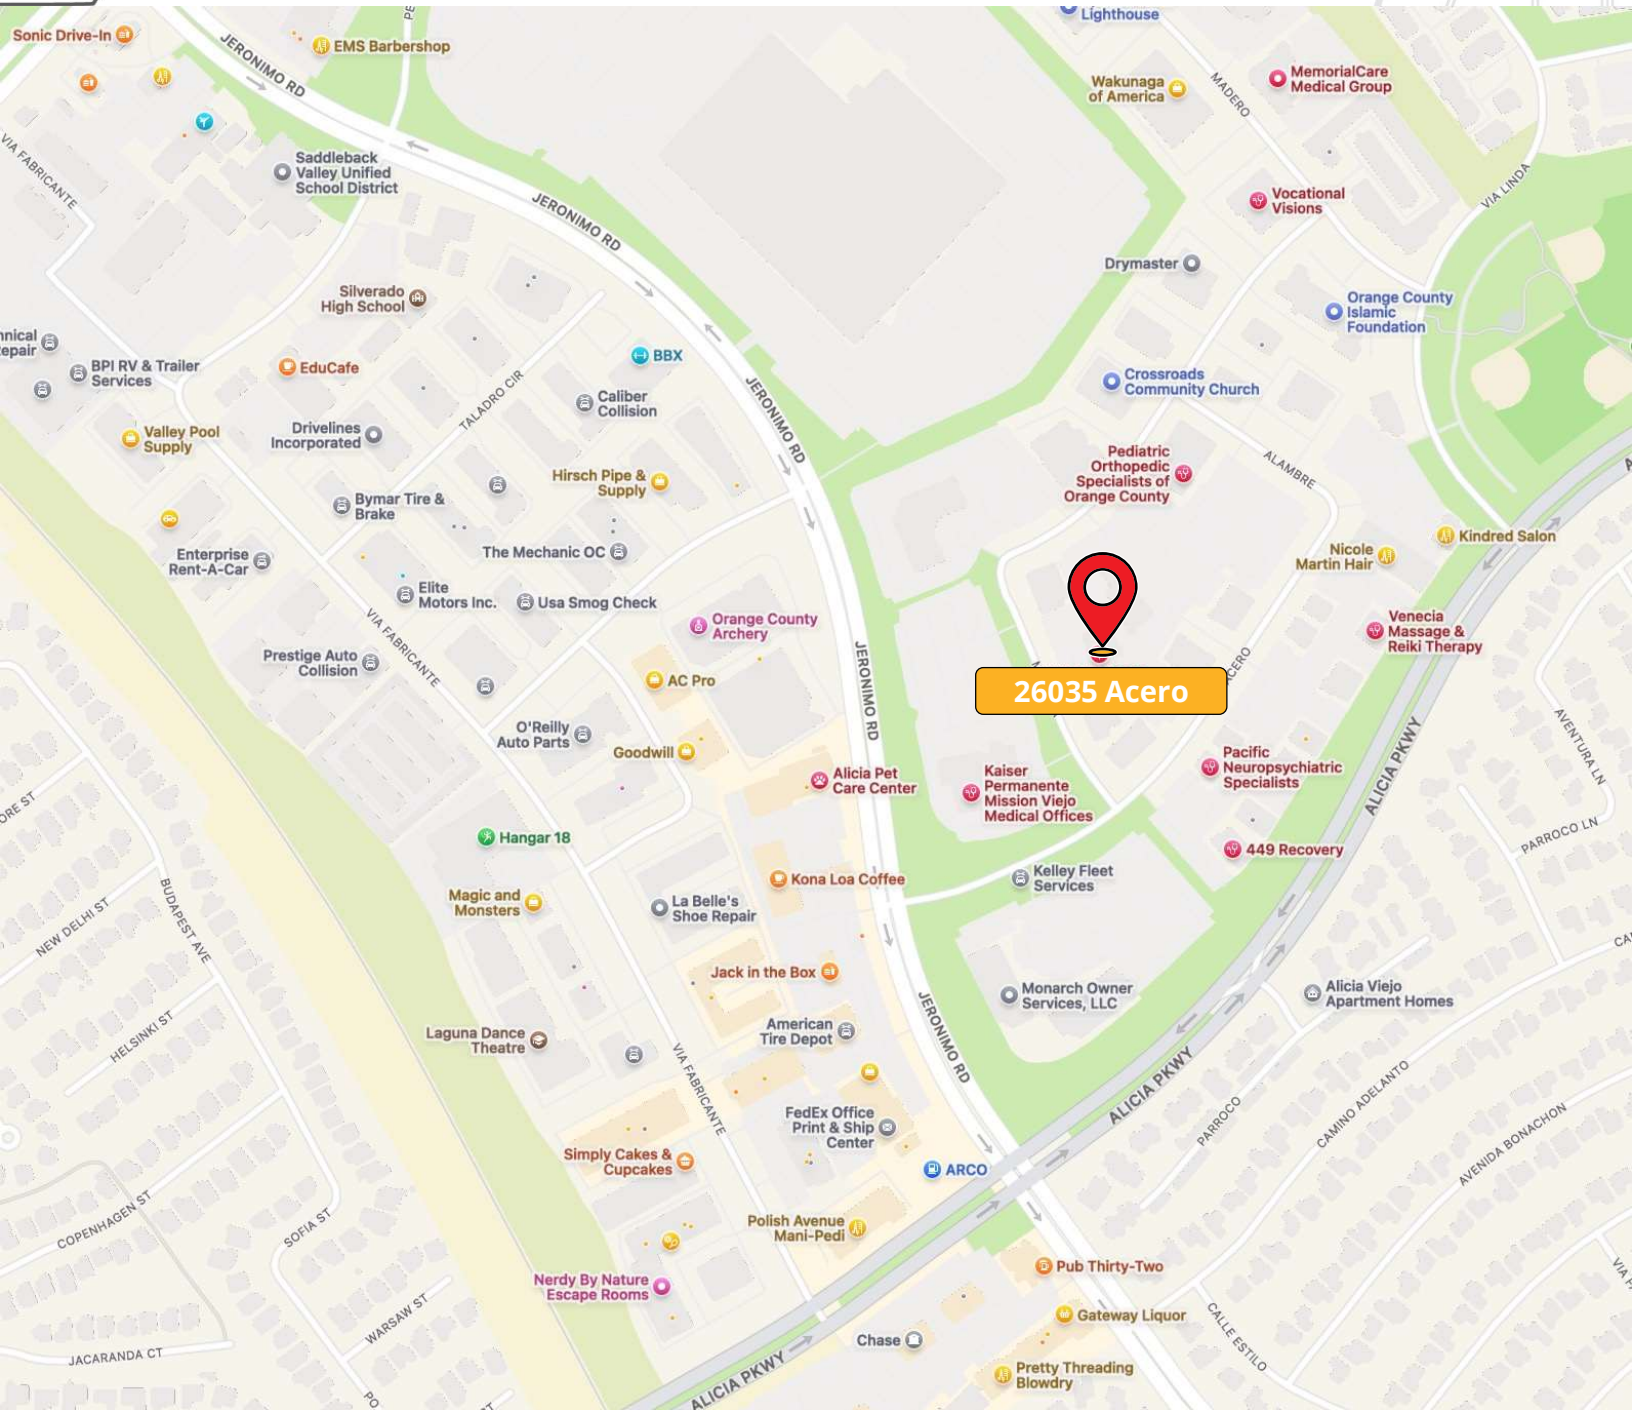 Lighthouse
Sonic Drive-In
EMS Barbershop
JERONIMO RD
PE
Wakunaga
of America
MADERO
MemorialCare
Medical Group
VIA FABRICANTE
Saddleback
Valley Unified
School District
JERONIMO RD
Vocational
Visions
VIA LINDA
Drymaster
Silverado
High School
Orange County
Islamic
Foundation
BPI RV & Trailer
Services
EduCafe
BBX
Crossroads
Community Church
TALADRO CIR
Caliber
Collision
JERONIMO RD
Valley Pool
Supply
Drivelines
Incorporated
Hirsch Pipe &
Supply
Pediatric
Orthopedic
Specialists of
Orange County
ALAMBRE
Bymar Tire &
Brake
Kindred Salon
Enterprise
Rent-A-Car
The Mechanic OC
Nicole
Martin Hair
Elite
Motors Inc.
Usa Smog Check
Orange County
Archery
Venecia
Massage &
Reiki Therapy
VIA FABRICANTE
Prestige Auto
Collision
AC Pro
JERONIMO RD
ACERO
26035 Acero
O'Reilly
Auto Parts
Goodwill
Alicia Pet
Care Center
Kaiser
Permanente
Mission Viejo
Medical Offices
Pacific
Neuropsychiatric
Specialists
ALICIA PKWY
AVENTURA LN
ORE ST
Hangar 18
449 Recovery
PARROCO LN
Magic and
Monsters
Kona Loa Coffee
Kelley Fleet
Services
La Belle's
Shoe Repair
BUDAPEST AVE
NEW DELHI ST
Jack in the Box
Monarch Owner
Services, LLC
Alicia Viejo
Apartment Homes
HELSINKI ST
Laguna Dance
Theatre
American
Tire Depot
JERONIMO RD
VIA FABRICANTE
ALICIA PKWY
PARROCO
CAMINO ADELANTO
AVENIDA BONACHON
FedEx Office
Print & Ship
Center
Simply Cakes &
Cupcakes
ARCO
COPENHAGEN ST
SOFIA ST
Polish Avenue
Mani-Pedi
Pub Thirty-Two
Nerdy By Nature
Escape Rooms
Gateway Liquor
WARSAW ST
CALLE ESTILO
Chase
JACARANDA CT
ALICIA PKWY
Pretty Threading
Blowdry